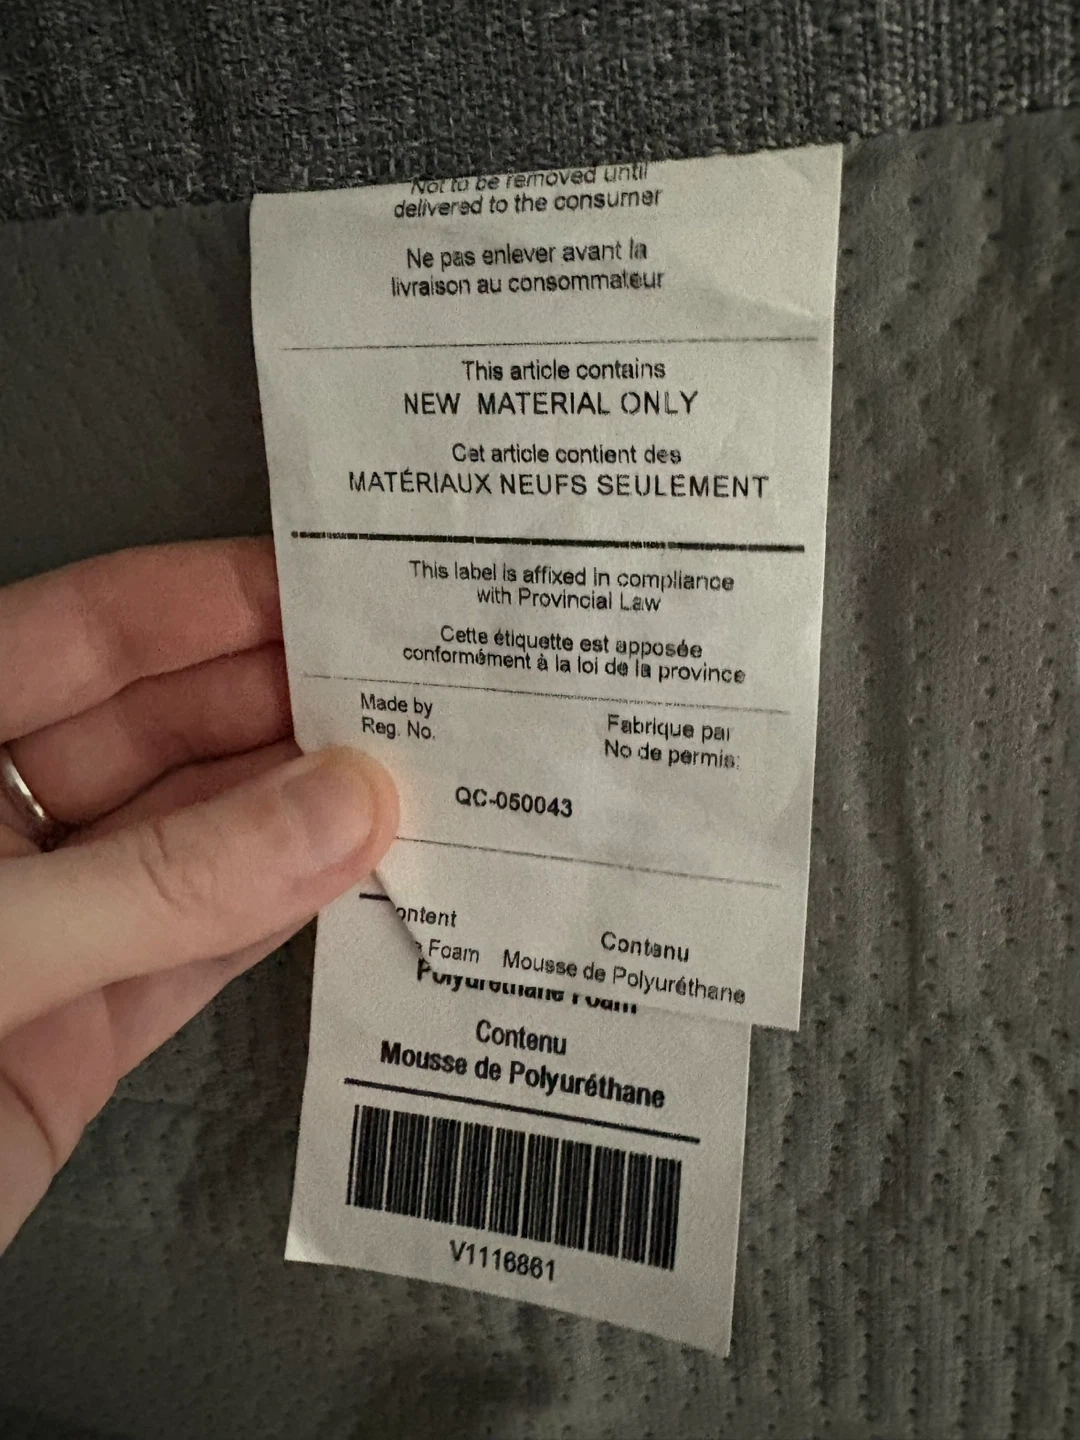 Not to be removed until
delivered to the consumer
Ne pas enlever avant la
livraison au consommateur
This article contains
NEW MATERIAL ONLY
Cet article contient des
MATÉRIAUX NEUFS SEULEMENT
This label is affixed in compliance
with Provincial Law
Cette étiquette est apposée
conformément à la loi de la province
Made by
Reg. No.
Fabrique par
No de permis:
QC-050043
ontent
Contenu
e Foam
Mousse de Polyuréthane
Polyurethane Foam
Contenu
Mousse de Polyuréthane
V1116861